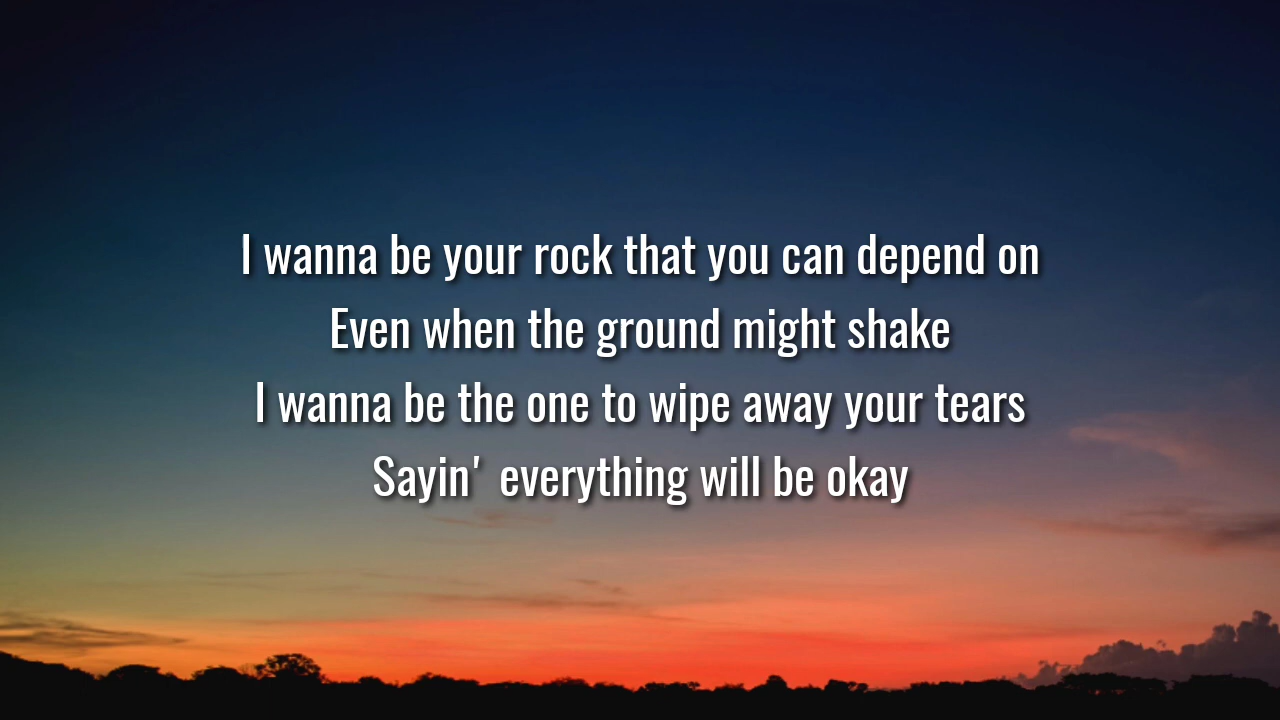 I wanna be your rock that you can depend on
Even when the ground might shake
I wanna be the one to wipe away your tears
Sayin' everything will be okay